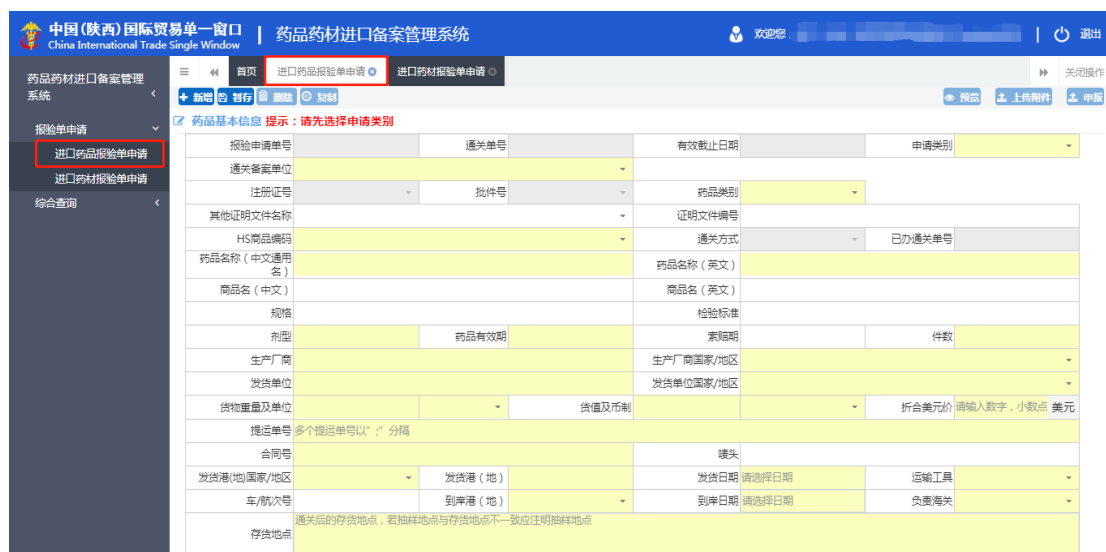 中国(陕西)国际贸易单一窗口 | 药品药材进口备案管理系统 欢迎您 | 退出
China International Trade Single Window
药品药材进口备案管理系统
报验单申请
进口药品报验单申请
进口药材报验单申请
综合查询
首页 进口药品报验单申请 进口药材报验单申请 关闭操作
新增 暂存 删除 复制 预览 上传附件 申报
药品基本信息 提示：请先选择申请类别
报验申请单号 通关单号 有效截止日期 申请类别
通关备案单位
注册证号 批件号 药品类别
其他证明文件名称 证明文件编号
HS商品编码 通关方式 已办通关单号
药品名称（中文通用名） 药品名称（英文）
商品名（中文） 商品名（英文）
规格 检验标准
剂型 药品有效期 索赔期 件数
生产厂商 生产厂商国家/地区
发货单位 发货单位国家/地区
货物重量及单位 货值及币制 折合美元价 请输入数字，小数点 美元
提运单号 多个提运单号以";"分隔
合同号 唛头
发货港(地)国家/地区 发货港（地） 发货日期 请选择日期 运输工具
车/航次号 到岸港（地） 到岸日期 请选择日期 负责海关
存货地点 通关后的存货地点，若抽样地点与存货地点不一致应注明抽样地点